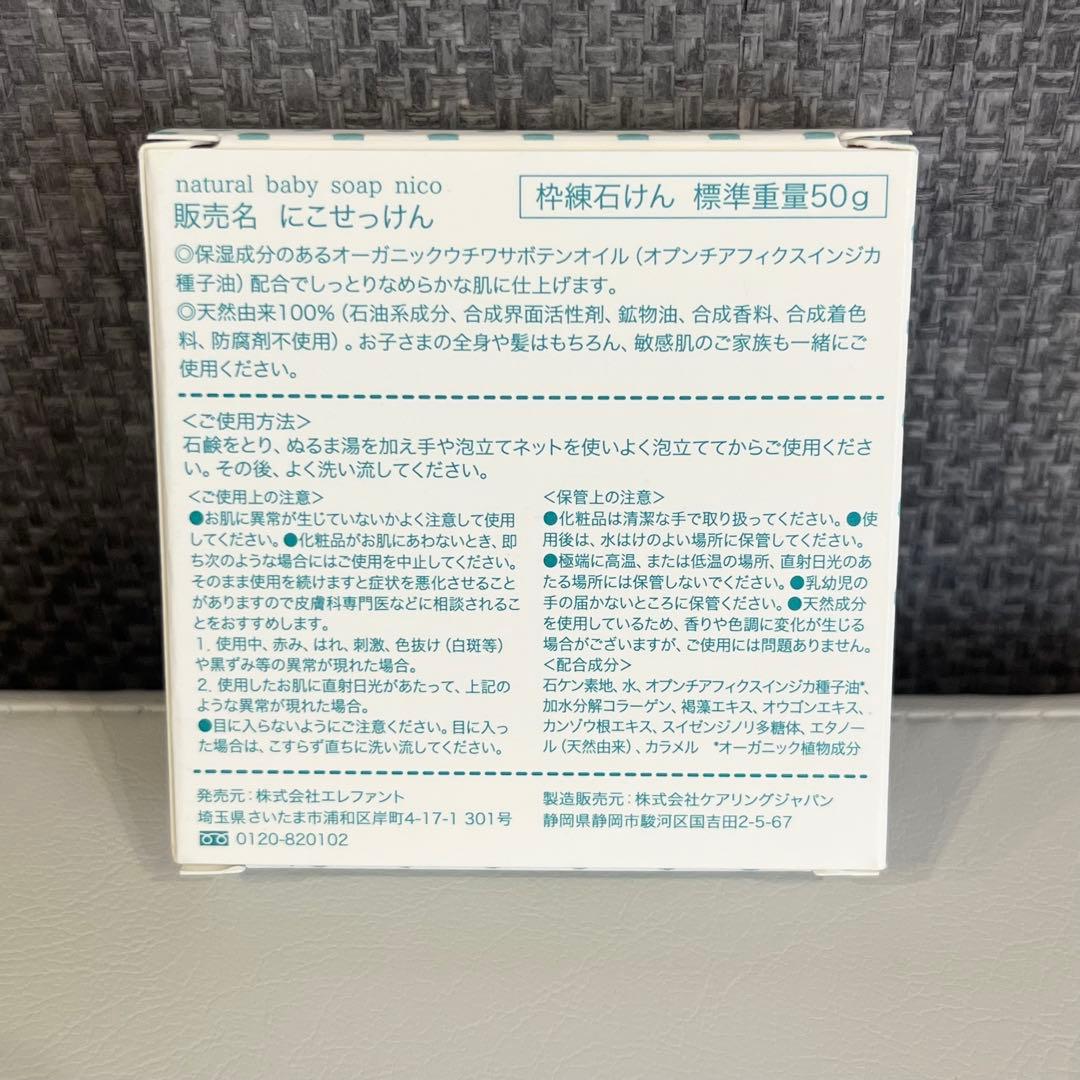 natural baby soap nico
販売名 にこせっけん
枠練石けん 標準重量50g
◎保湿成分のあるオーガニックウチワサボテンオイル(オプンチアフィクスインジカ
種子油)配合でしっとりなめらかな肌に仕上げます。
◎天然由来100%(石油系成分、合成界面活性剤、鉱物油、合成香料、合成着色
料、防腐剤不使用)。お子さまの全身や髪はもちろん、敏感肌のご家族も一緒にご
使用ください。
<ご使用方法>
石鹸をとり、ぬるま湯を加え手や泡立てネットを使いよく泡立ててからご使用くださ
い。その後、よく洗い流してください。
<ご使用上の注意>
●お肌に異常が生じていないかよく注意して使用
してください。●化粧品がお肌にあわないとき、即
ち次のような場合にはご使用を中止してください。
そのまま使用を続けますと症状を悪化させること
がありますので皮膚科専門医などに相談されるこ
とをおすすめします。
1. 使用中、赤み、はれ、刺激、色抜け(白斑等)
や黒ずみ等の異常が現れた場合。
2. 使用したお肌に直射日光があたって、上記の
ような異常が現れた場合。
●目に入らないようにご注意ください。目に入っ
た場合は、こすらず直ちに洗い流してください。
<保管上の注意>
●化粧品は清潔な手で取り扱ってください。●使
用後は、水はけのよい場所に保管してください。
●極端に高温、または低温の場所、直射日光のあ
たる場所には保管しないでください。●乳幼児の
手の届かないところに保管ください。●天然成分
を使用しているため、香りや色調に変化が生じる
場合がございますが、ご使用には問題ありません。
<配合成分>
石ケン素地、水、オプンチアフィクスインジカ種子油*、
加水分解コラーゲン、褐藻エキス、オウゴンエキス、
カンゾウ根エキス、スイゼンジノリ多糖体、エタノー
ル(天然由来)、カラメル *オーガニック植物成分
発売元:株式会社エレファント
埼玉県さいたま市浦和区岸町4-17-1 301号
0120-820102
製造販売元:株式会社ケアリングジャパン
静岡県静岡市駿河区国吉田2-5-67